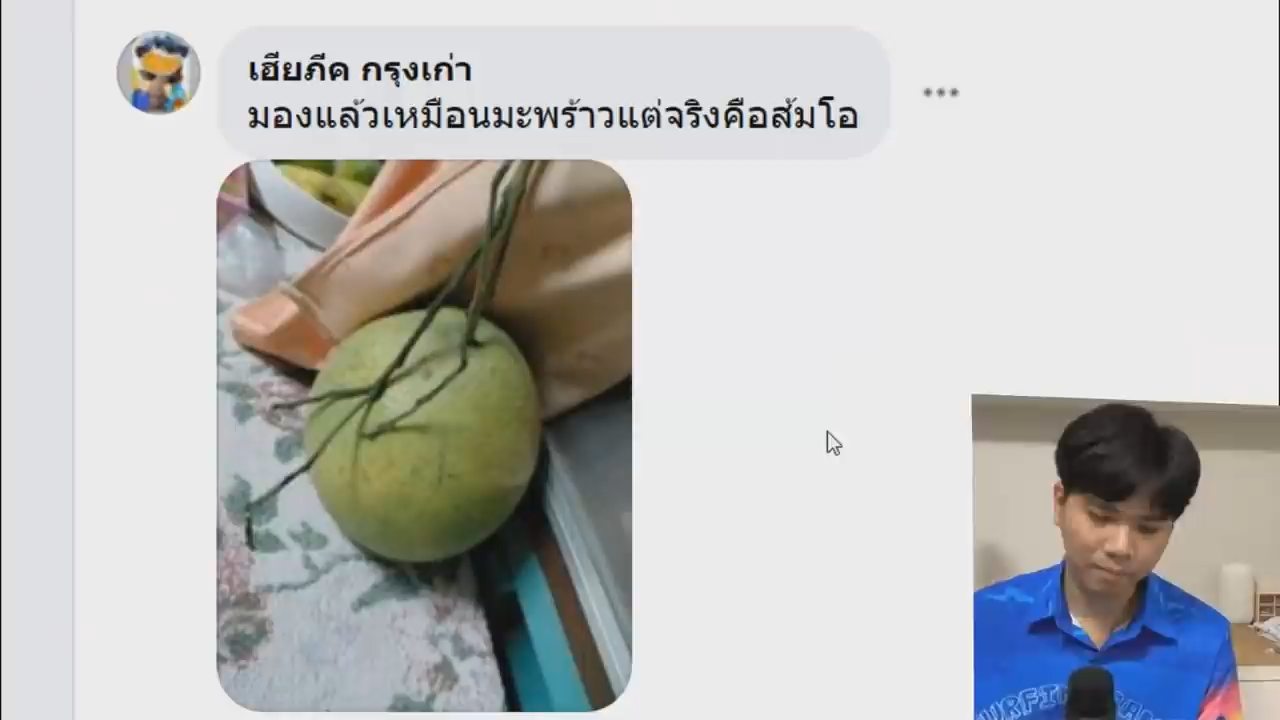 เฮียภีค กรุงเก่า
มองแล้วเหมือนมะพร้าวแต่จริงคือส้มโอ